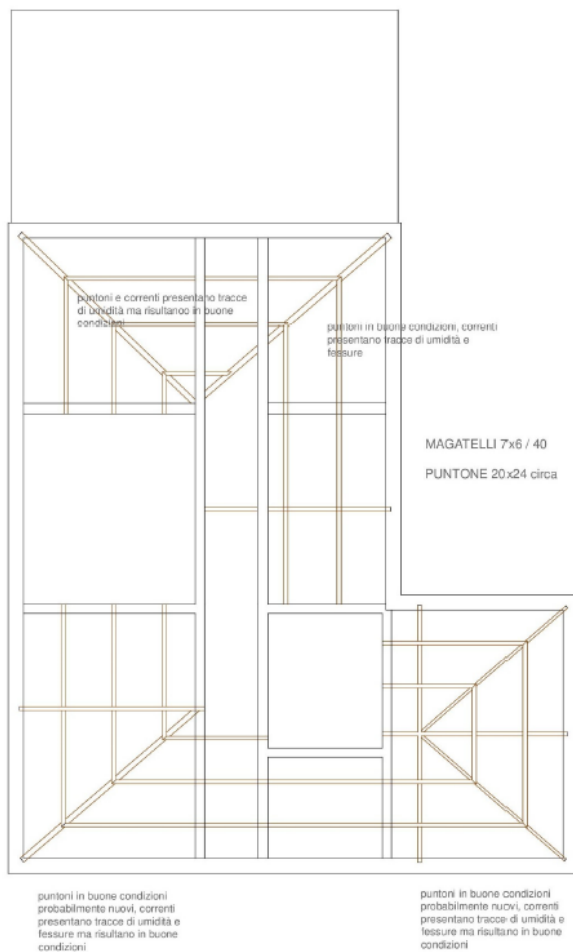 puntoni e correnti presentano tracce
di umidità ma risultanoo in buone
condizioni
puntoni in buone condizioni, correnti
presentano tracce di umidità e
fessure
MAGATELLI 7x6 / 40
PUNTONE 20x24 circa
puntoni in buone condizioni
probabilmente nuovi, correnti
presentano tracce di umidità e
fessure ma risultano in buone
condizioni
puntoni in buone condizioni
probabilmente nuovi, correnti
presentano tracce di umidità e
fessure ma risultano in buone
condizioni